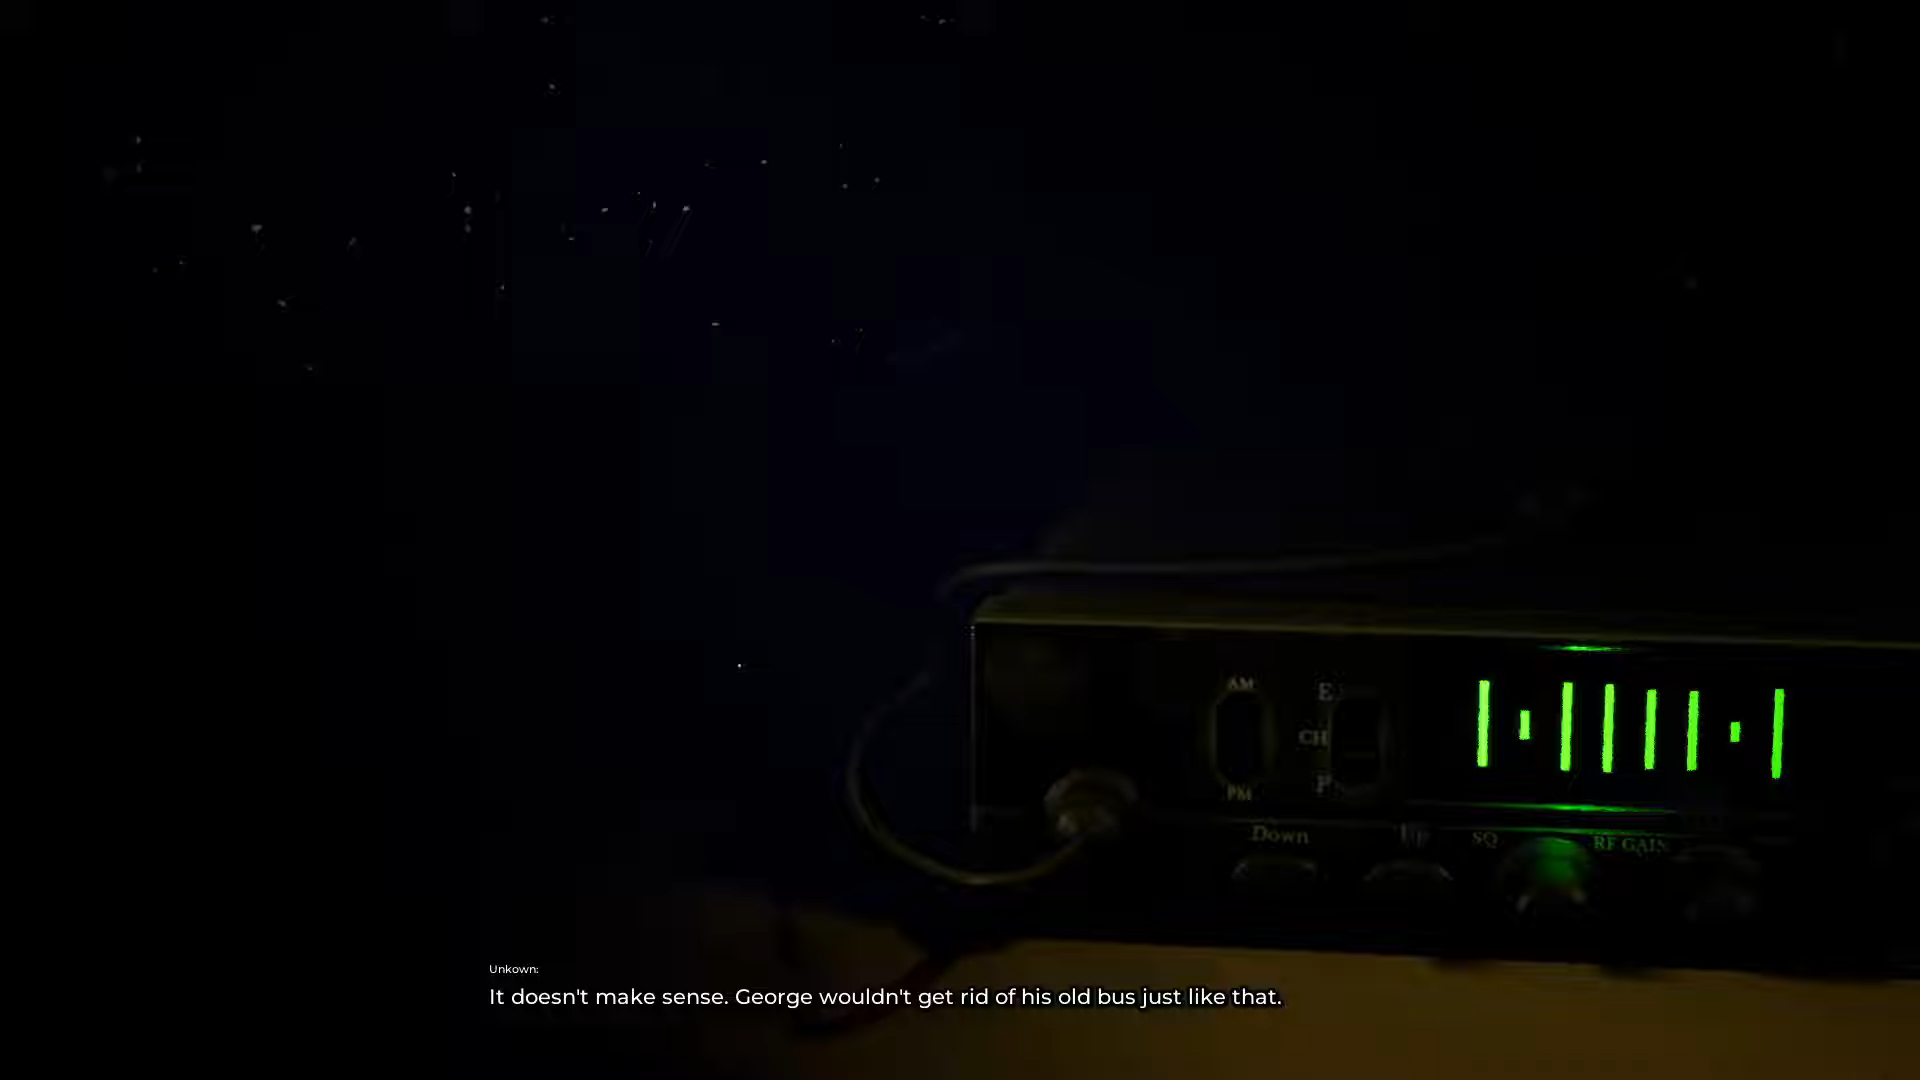 AM
CH
PM
Down
Up
SQ
RF GAIN
Unkown:
It doesn't make sense. George wouldn't get rid of his old bus just like that.